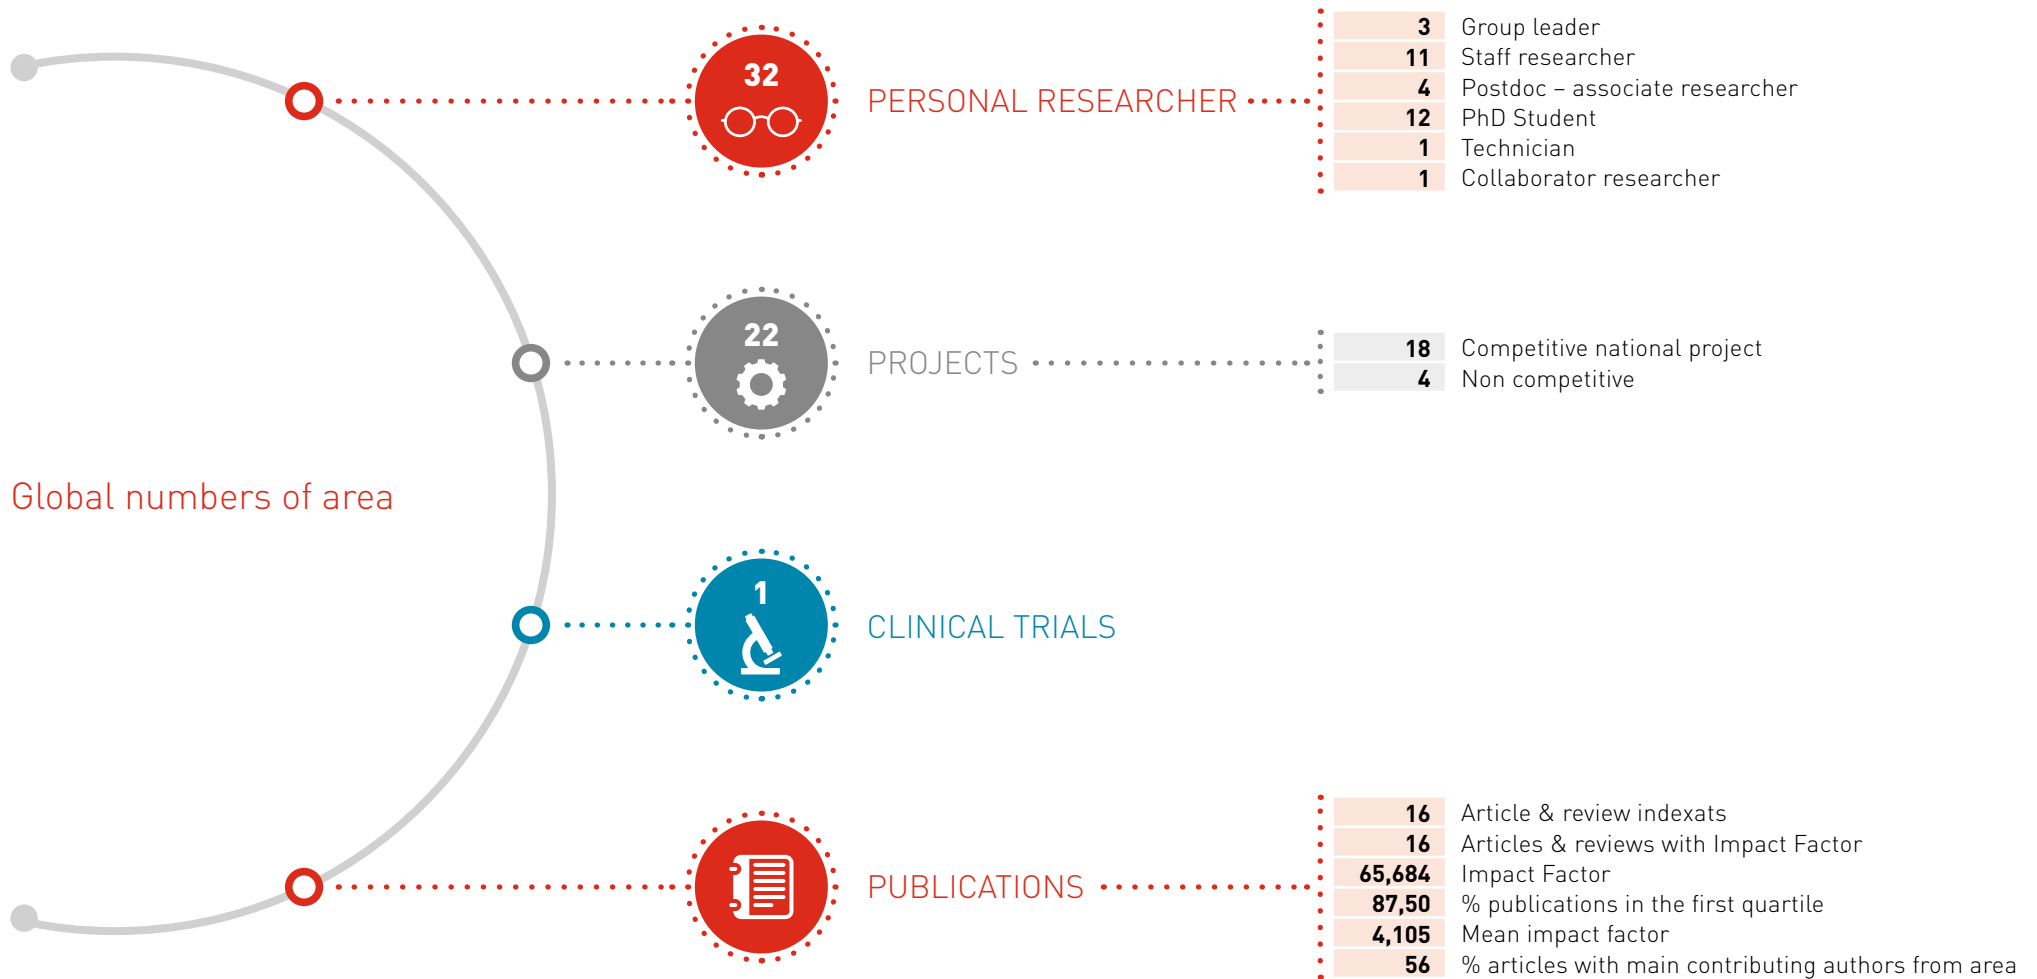 Global numbers of area
32
PERSONAL RESEARCHER
3 Group leader
11 Staff researcher
4 Postdoc – associate researcher
12 PhD Student
1 Technician
1 Collaborator researcher
22
PROJECTS
18 Competitive national project
4 Non competitive
1
CLINICAL TRIALS
PUBLICATIONS
16 Article & review indexats
16 Articles & reviews with Impact Factor
65,684 Impact Factor
87,50 % publications in the first quartile
4,105 Mean impact factor
56 % articles with main contributing authors from area